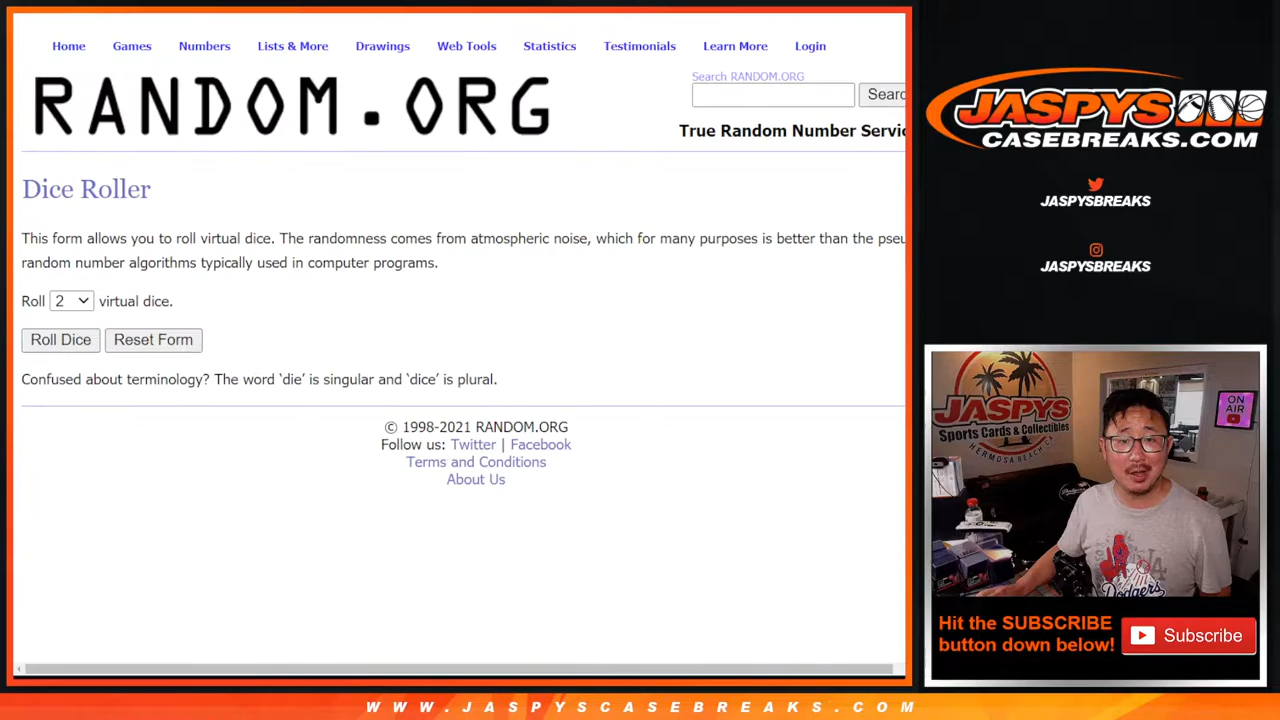 Home Games Numbers Lists & More Drawings Web Tools Statistics Testimonials Learn More Login
RANDOM.ORG
Search RANDOM.ORG
Searc
True Random Number Servic
Dice Roller
This form allows you to roll virtual dice. The randomness comes from atmospheric noise, which for many purposes is better than the pseu
random number algorithms typically used in computer programs.
Roll 2 virtual dice.
Roll Dice Reset Form
Confused about terminology? The word ‘die’ is singular and ‘dice’ is plural.
© 1998-2021 RANDOM.ORG
Follow us: Twitter | Facebook
Terms and Conditions
About Us
JASPYS
CASEBREAKS.COM
JASPYSBREAKS
JASPYSBREAKS
JASPYS
Sports Cards & Collectibles
HERMOSA BEACH, CA
ON
AIR
Dodgers
Hit the SUBSCRIBE
button down below!
Subscribe
WWW.JASPYSCASEBREAKS.COM